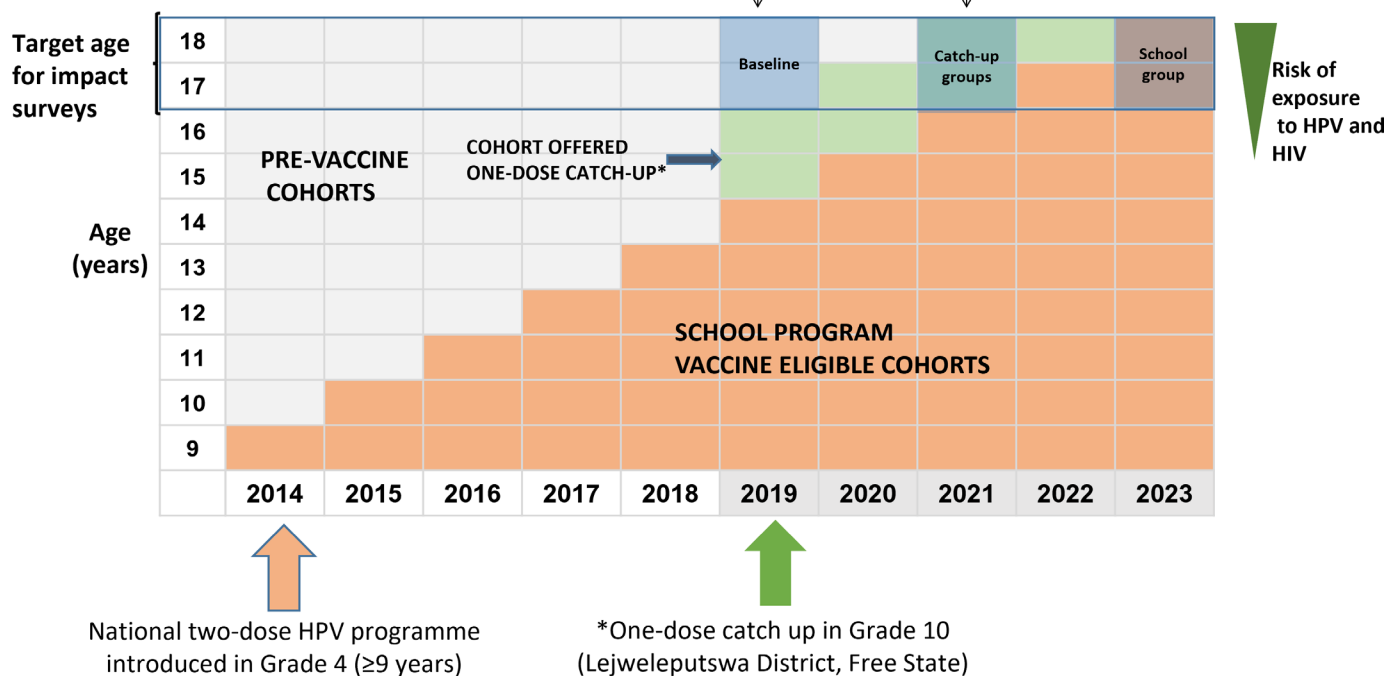 Target age
for impact
surveys
18
17
16
15
14
13
12
11
10
9
Age
(years)
Baseline
Catch-up
groups
School
group
Risk of
exposure
to HPV and
HIV
PRE-VACCINE
COHORTS
COHORT OFFERED
ONE-DOSE CATCH-UP*
SCHOOL PROGRAM
VACCINE ELIGIBLE COHORTS
2014 2015 2016 2017 2018 2019 2020 2021 2022 2023
National two-dose HPV programme
introduced in Grade 4 (≥9 years)
*One-dose catch up in Grade 10
(Lejweleputswa District, Free State)